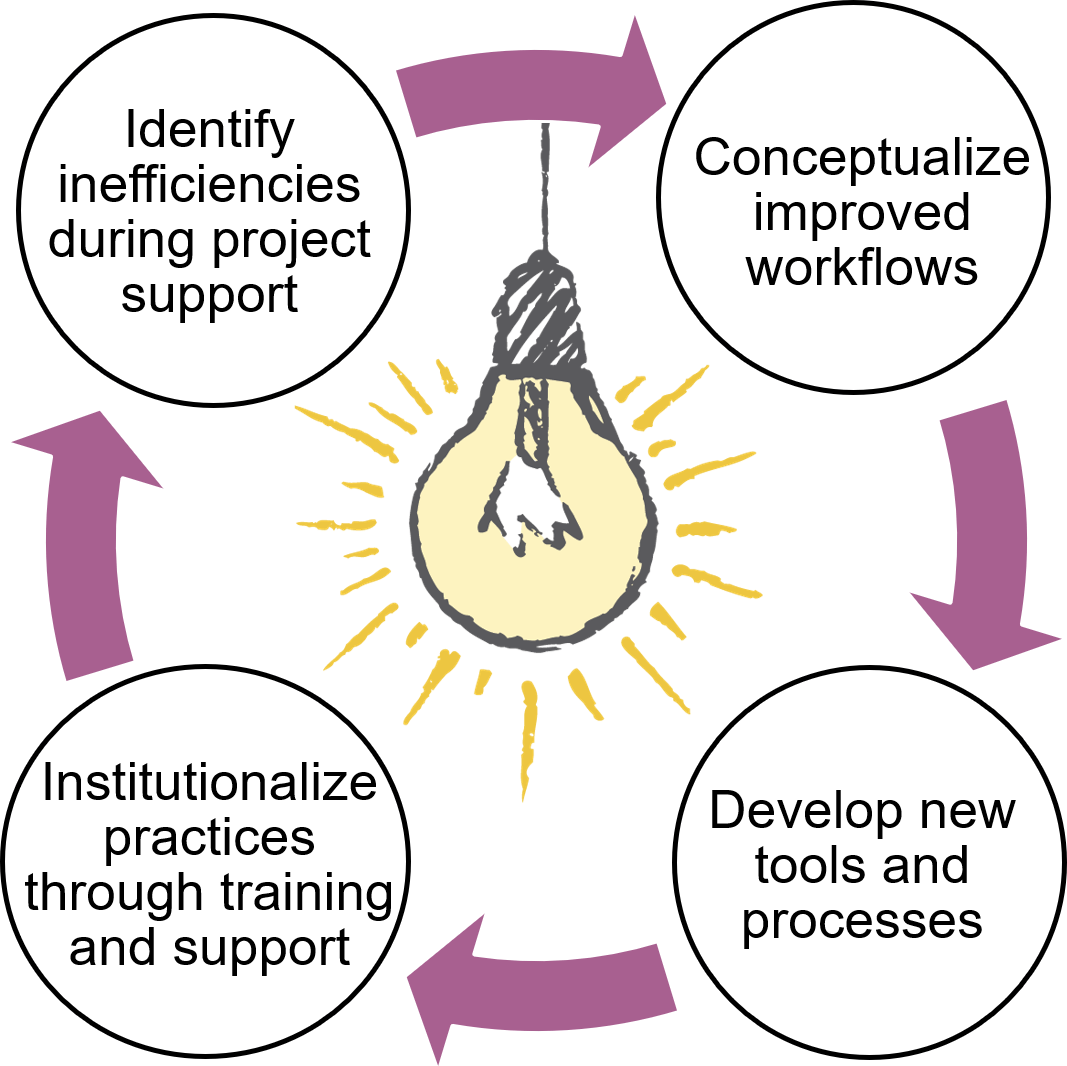 Identify
inefficiencies
during project
support
Conceptualize
improved
workflows
Develop new
tools and
processes
Institutionalize
practices
through training
and support